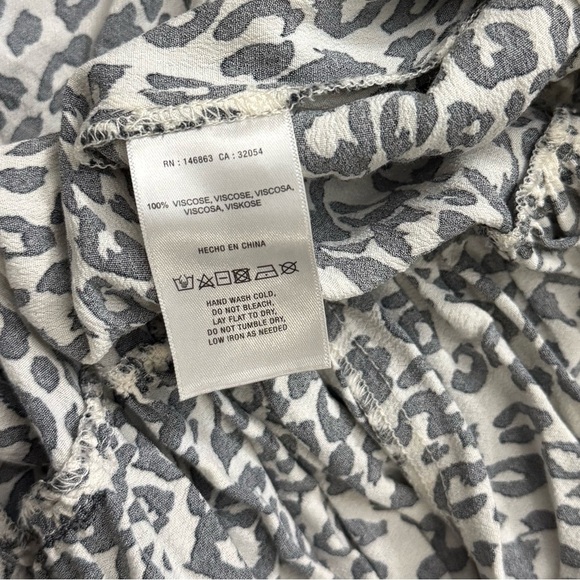 RN : 146863 CA : 32054
100% VISCOSE, VISCOSE, VISCOSA,
VISCOSA, VISKOSE
HECHO EN CHINA
HAND WASH COLD,
DO NOT BLEACH,
LAY FLAT TO DRY,
DO NOT TUMBLE DRY,
LOW IRON AS NEEDED